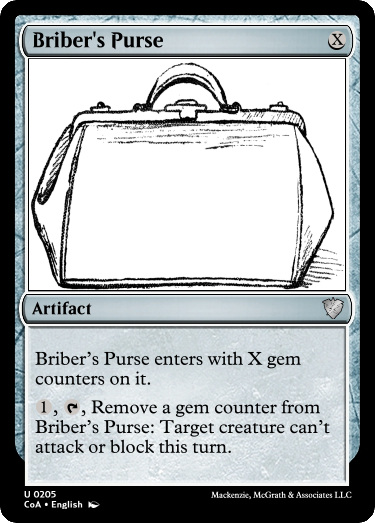 Briber's Purse X
Artifact
Briber's Purse enters with X gem
counters on it.
1, , Remove a gem counter from
Briber's Purse: Target creature can't
attack or block this turn.
U 0205
CoA • English
Mackenzie, McGrath & Associates LLC